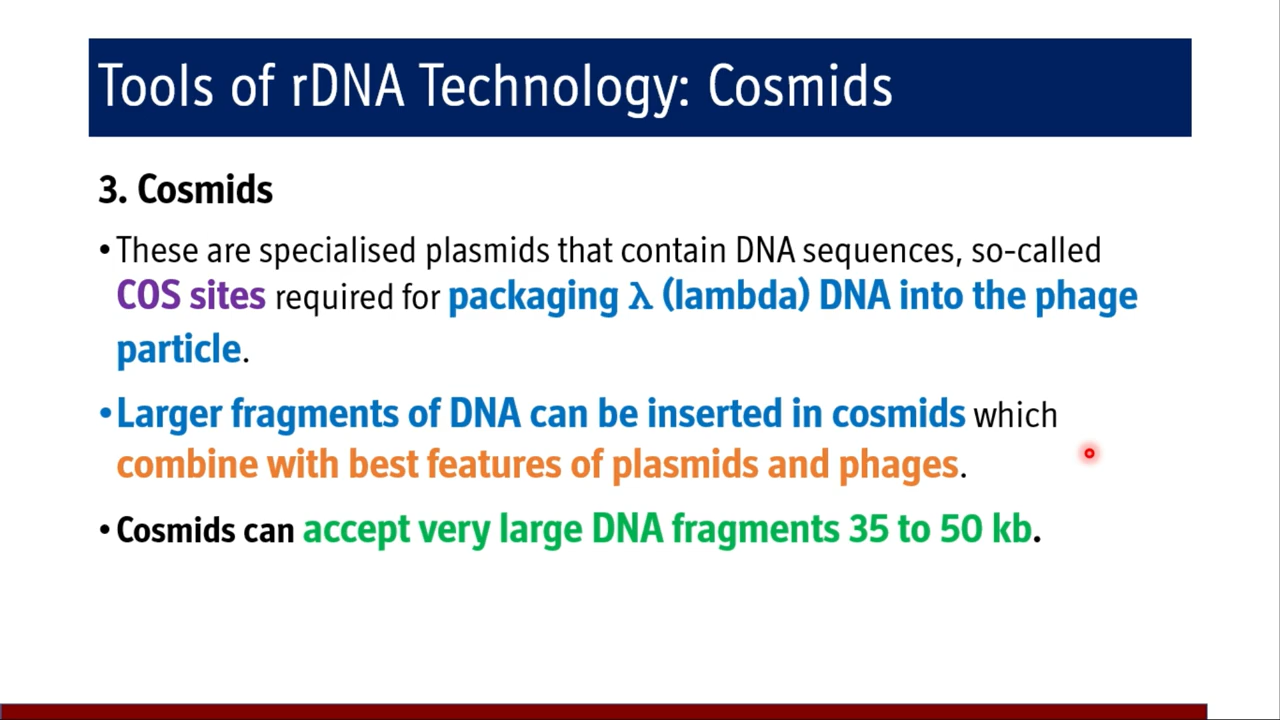 Tools of rDNA Technology: Cosmids
3. Cosmids
•These are specialised plasmids that contain DNA sequences, so-called
COS sites required for packaging λ (lambda) DNA into the phage
particle.
•Larger fragments of DNA can be inserted in cosmids which
combine with best features of plasmids and phages.
•Cosmids can accept very large DNA fragments 35 to 50 kb.